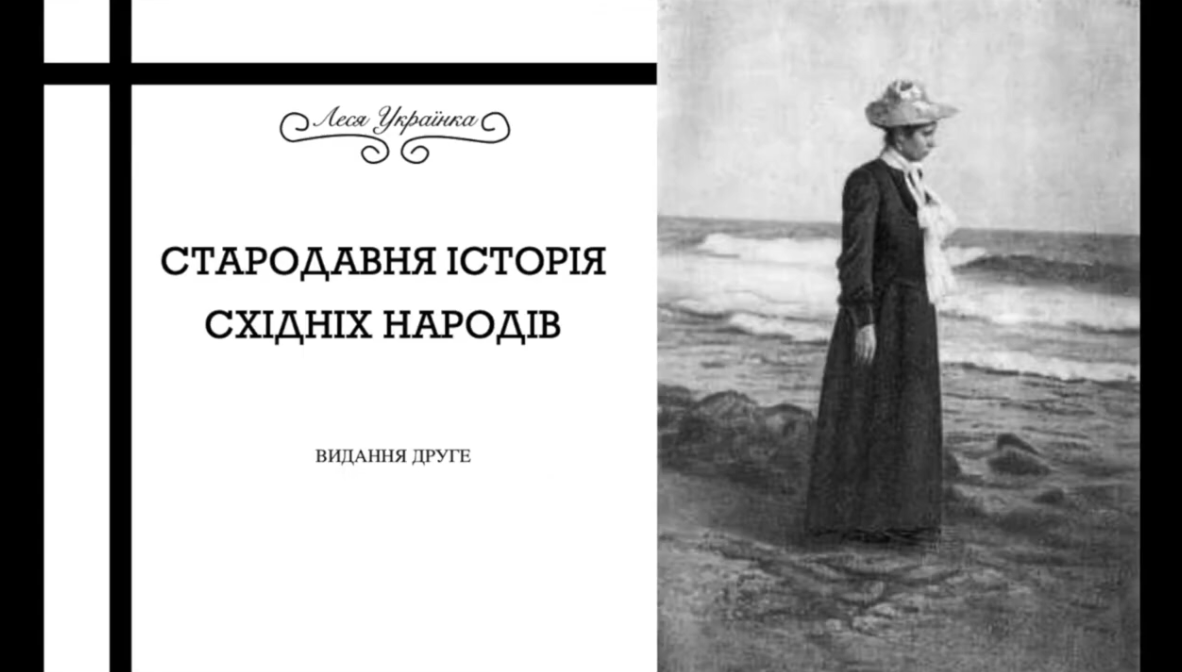 Леся Українка
СТАРОДАВНЯ ІСТОРІЯ
СХІДНІХ НАРОДІВ
ВИДАННЯ ДРУГЕ